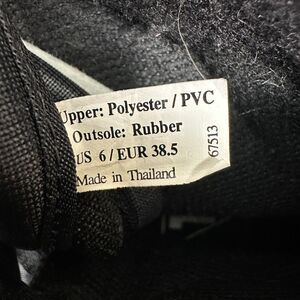 Upper: Polyester / PVC
Outsole: Rubber
US 6 / EUR 38.5
Made in Thailand
67513